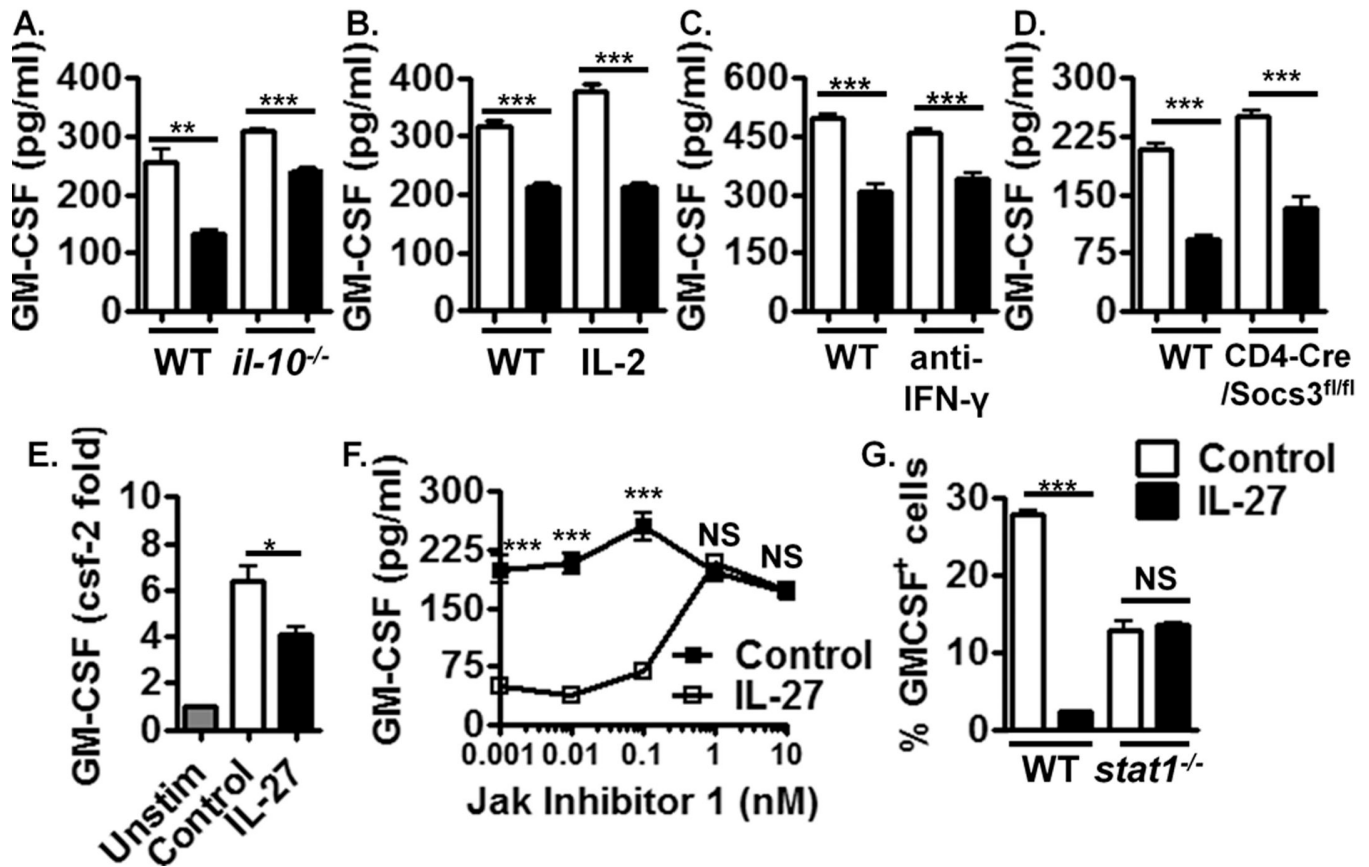 A.
GM-CSF (pg/ml)
400
300
200
100
0
**
***
WT
il-10-/-
B.
GM-CSF (pg/ml)
400
300
200
100
0
***
***
WT
IL-2
C.
GM-CSF (pg/ml)
600
450
300
150
0
***
***
WT
anti-
IFN-γ
D.
GM-CSF (pg/ml)
300
225
150
75
0
***
***
WT
CD4-Cre
/Socs3fl/fl
E.
GM-CSF (csf-2 fold)
10
8
6
4
2
0
*
Unstim
Control
IL-27
F.
GM-CSF (pg/ml)
300
225
150
75
0
***
***
***
NS
NS
Control
IL-27
0.001 0.01 0.1 1 10
Jak Inhibitor 1 (nM)
G.
Control
IL-27
% GMCSF+ cells
30
20
10
0
***
NS
WT
stat1-/-